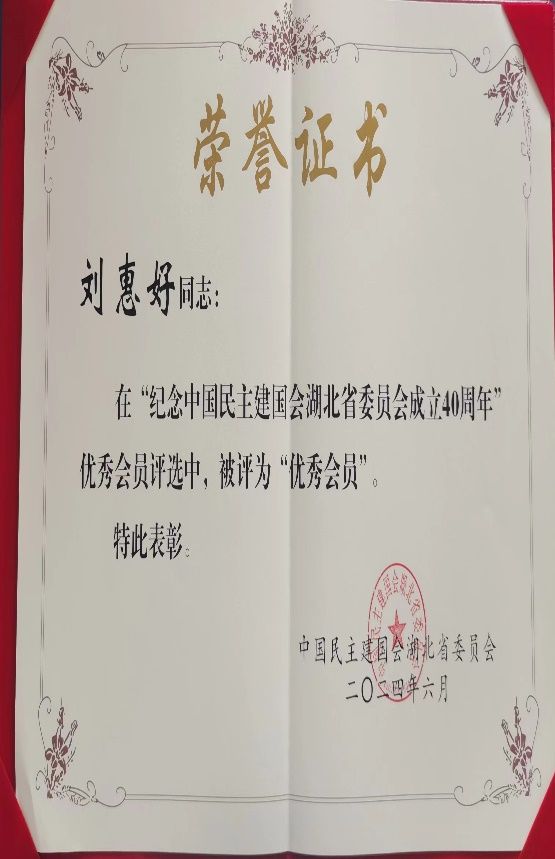 荣誉证书
刘惠好同志：
在“纪念中国民主建国会湖北省委员会成立40周年”
优秀会员评选中，被评为“优秀会员”。
特此表彰。
中国民主建国会湖北省委员会
二〇二四年六月